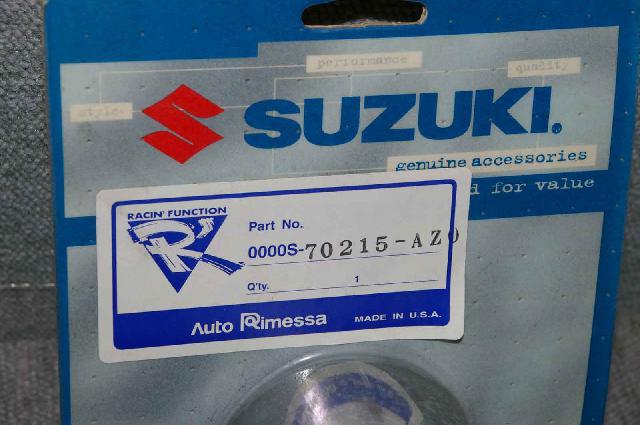 performance
quality
style
SUZUKI®
genuine accessories
d for value
RACIN' FUNCTION
R
Part No.
0000S-70215-AZ0
Q'ty. 1
Auto Rimessa MADE IN U.S.A.